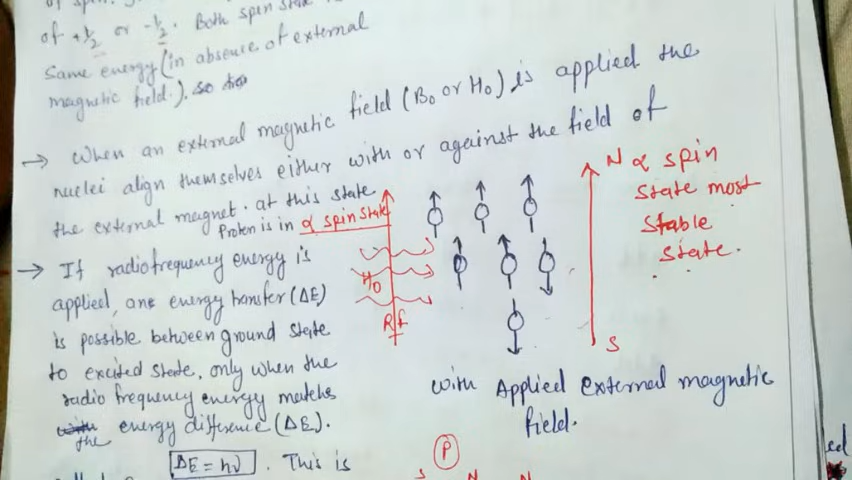 of +½ or -½. Both spin state
Same energy (in absence of external
magnetic field). so
→ When an external magnetic field (B₀ or H₀) is applied the
nuclei align themselves either with or against the field of
the external magnet. at this state
Proton is in α spin state
→ If radiofrequency energy is
applied, an energy transfer (ΔE)
is possible between ground state
to excited state, only when the
radio frequency energy matchs
the energy difference (ΔE).
ΔE = hν . This is
H₀
Rf
N α spin
state most
stable
state.
S
with Applied external magnetic
field.
P
S N N